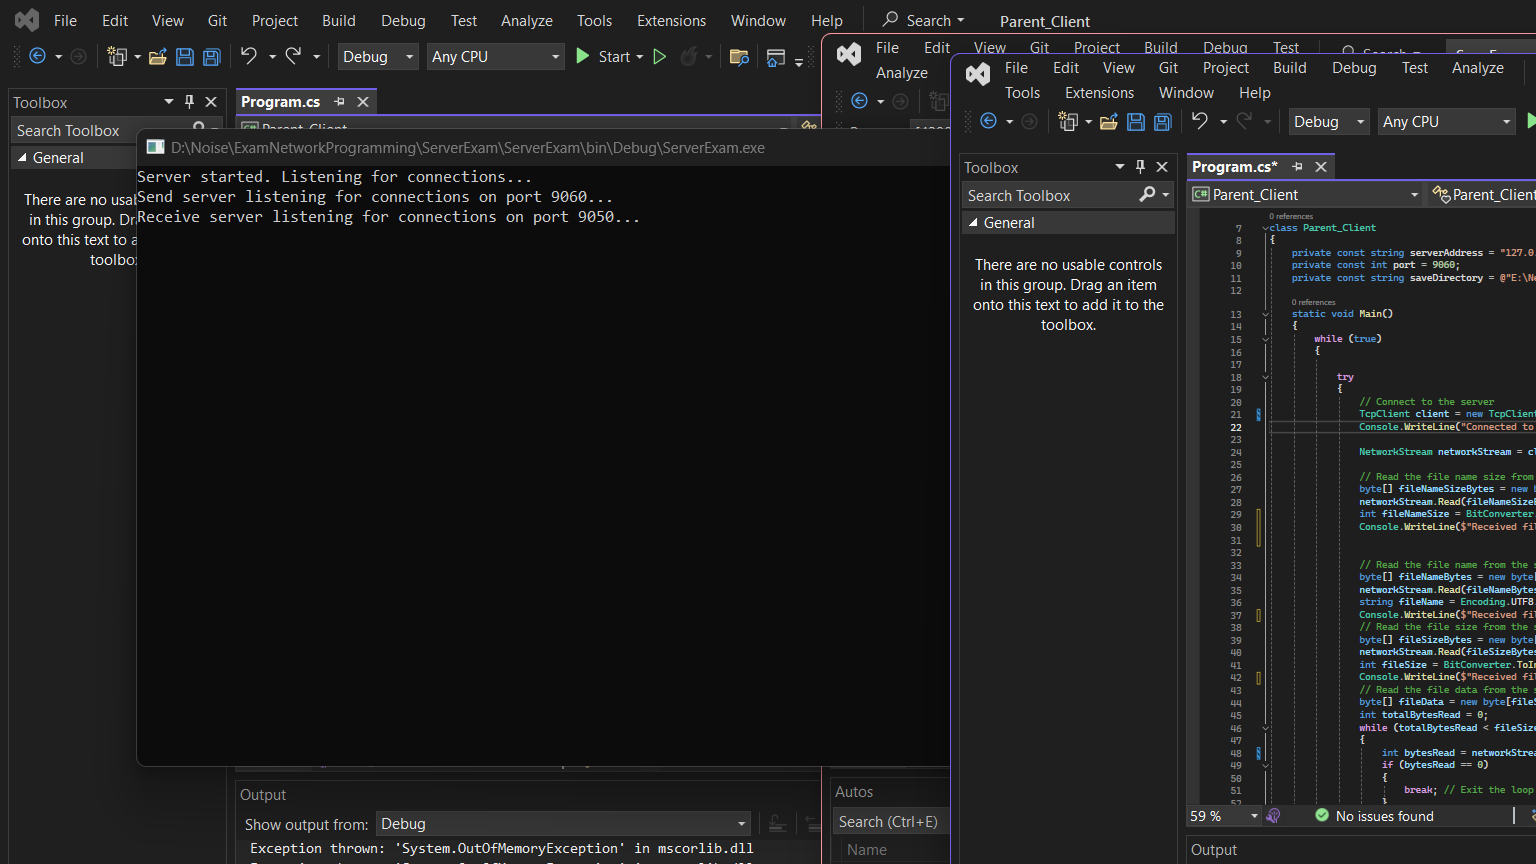 File Edit View Git Project Build Debug Test Analyze Tools Extensions Window Help Search Parent_Client
Debug Any CPU Start
Toolbox
Search Toolbox
General
There are no
in this group.
onto this text to a
Program.cs
Parent_Client
D:\Noise\ExamNetworkProgramming\ServerExam\ServerExam\bin\Debug\ServerExam.exe
Server started. Listening for connections...
Send server listening for connections on port 9060...
Receive server listening for connections on port 9050...
Output
Show output from: Debug
Exception thrown: 'System.OutOfMemoryException' in mscorlib.dll
File Edit View Git Project Build Debug Test
Analyze
Autos
Search (Ctrl+E)
Name
File Edit View Git Project Build Debug Test Analyze
Tools Extensions Window Help
Debug Any CPU
Toolbox
Search Toolbox
General
There are no usable controls
in this group. Drag an item
onto this text to add it to the
toolbox.
Program.cs*
Parent_Client Parent_Client
0 references
7 class Parent_Client
8 {
9 private const string serverAddress = "127.0.
10 private const int port = 9060;
11 private const string saveDirectory = @"E:\Ne
12
0 references
13 static void Main()
14 {
15 while (true)
16 {
17
18 try
19 {
20 // Connect to the server
21 TcpClient client = new TcpClient
22 Console.WriteLine("Connected to
23
24 NetworkStream networkStream = cl
25
26 // Read the file name size from
27 byte[] fileNameSizeBytes = new b
28 networkStream.Read(fileNameSizeB
29 int fileNameSize = BitConverter.
30 Console.WriteLine($"Received fil
31
32
33 // Read the file name from the s
34 byte[] fileNameBytes = new byte[
35 networkStream.Read(fileNameBytes
36 string fileName = Encoding.UTF8.
37 Console.WriteLine($"Received fil
38 // Read the file size from the s
39 byte[] fileSizeBytes = new byte[
40 networkStream.Read(fileSizeBytes
41 int fileSize = BitConverter.ToIn
42 Console.WriteLine($"Received fil
43 // Read the file data from the s
44 byte[] fileData = new byte[fileS
45 int totalBytesRead = 0;
46 while (totalBytesRead < fileSize
47 {
48 int bytesRead = networkStrea
49 if (bytesRead == 0)
50 {
51 break; // Exit the loop
52 }
59 % No issues found
Output